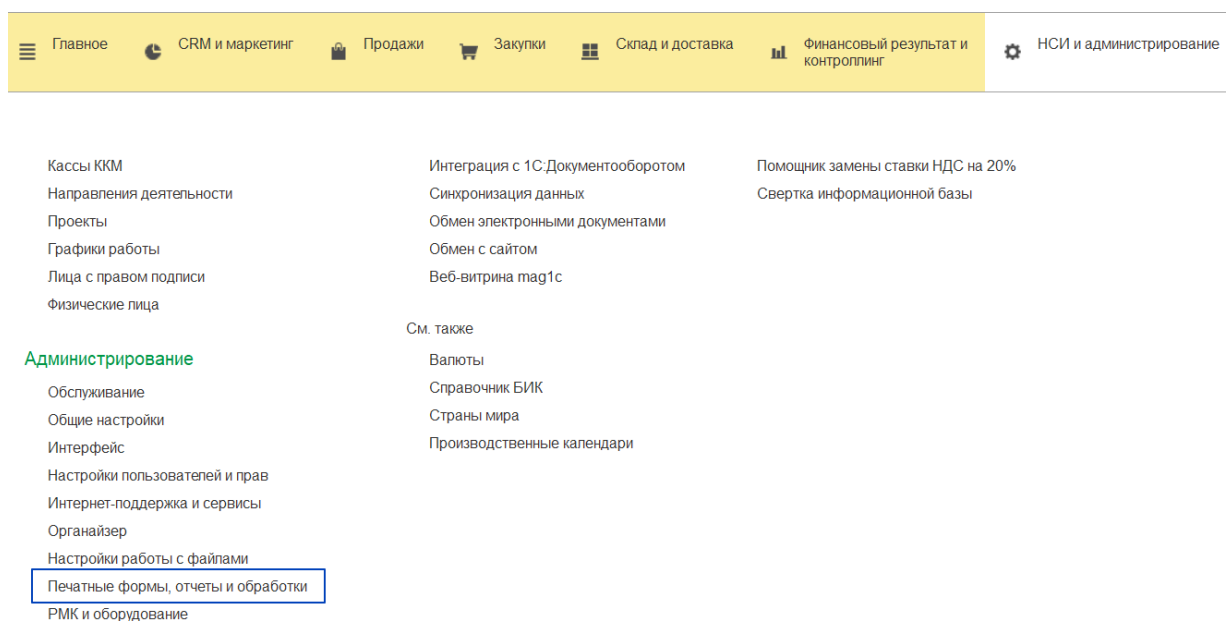 Главное
CRM и маркетинг
Продажи
Закупки
Склад и доставка
Финансовый результат и
контроллинг
НСИ и администрирование
Кассы ККМ
Направления деятельности
Проекты
Графики работы
Лица с правом подписи
Физические лица
Администрирование
Обслуживание
Общие настройки
Интерфейс
Настройки пользователей и прав
Интернет-поддержка и сервисы
Органайзер
Настройки работы с файлами
Печатные формы, отчеты и обработки
РМК и оборудование
Интеграция с 1С:Документооборотом
Синхронизация данных
Обмен электронными документами
Обмен с сайтом
Веб-витрина mag1c
См. также
Валюты
Справочник БИК
Страны мира
Производственные календари
Помощник замены ставки НДС на 20%
Свертка информационной базы